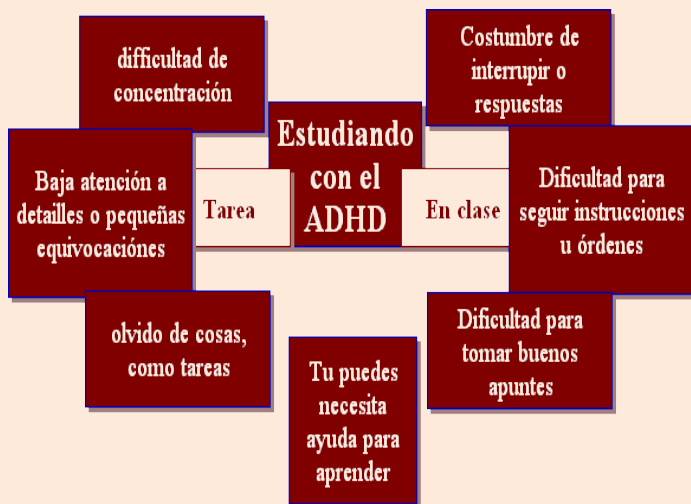 difficultad de
concentración
Costumbre de
interrupir o
respuestas
Estudiando
con el
ADHD
Baja atención a
detailles o pequeñas
equivocaciónes
Tarea
En clase
Dificultad para
seguir instrucciones
u órdenes
olvido de cosas,
como tareas
Dificultad para
tomar buenos
apuntes
Tu puedes
necesita
ayuda para
aprender